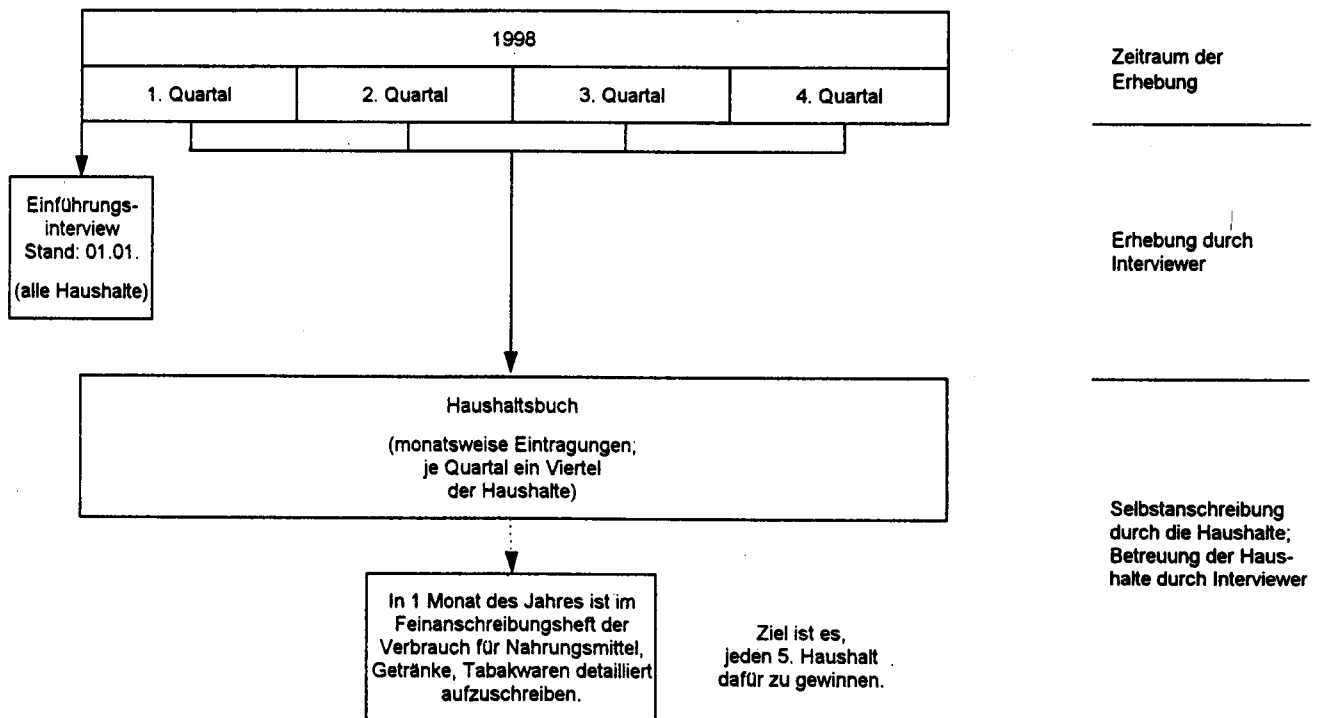 1998
1. Quartal
2. Quartal
3. Quartal
4. Quartal
Zeitraum der
Erhebung
Einführungs-
interview
Stand: 01.01.
(alle Haushalte)
Erhebung durch
Interviewer
Haushaltsbuch
(monatsweise Eintragungen;
je Quartal ein Viertel
der Haushalte)
Selbstanschreibung
durch die Haushalte;
Betreuung der Haus-
halte durch Interviewer
In 1 Monat des Jahres ist im
Feinanschreibungsheft der
Verbrauch für Nahrungsmittel,
Getränke, Tabakwaren detailliert
aufzuschreiben.
Ziel ist es,
jeden 5. Haushalt
dafür zu gewinnen.